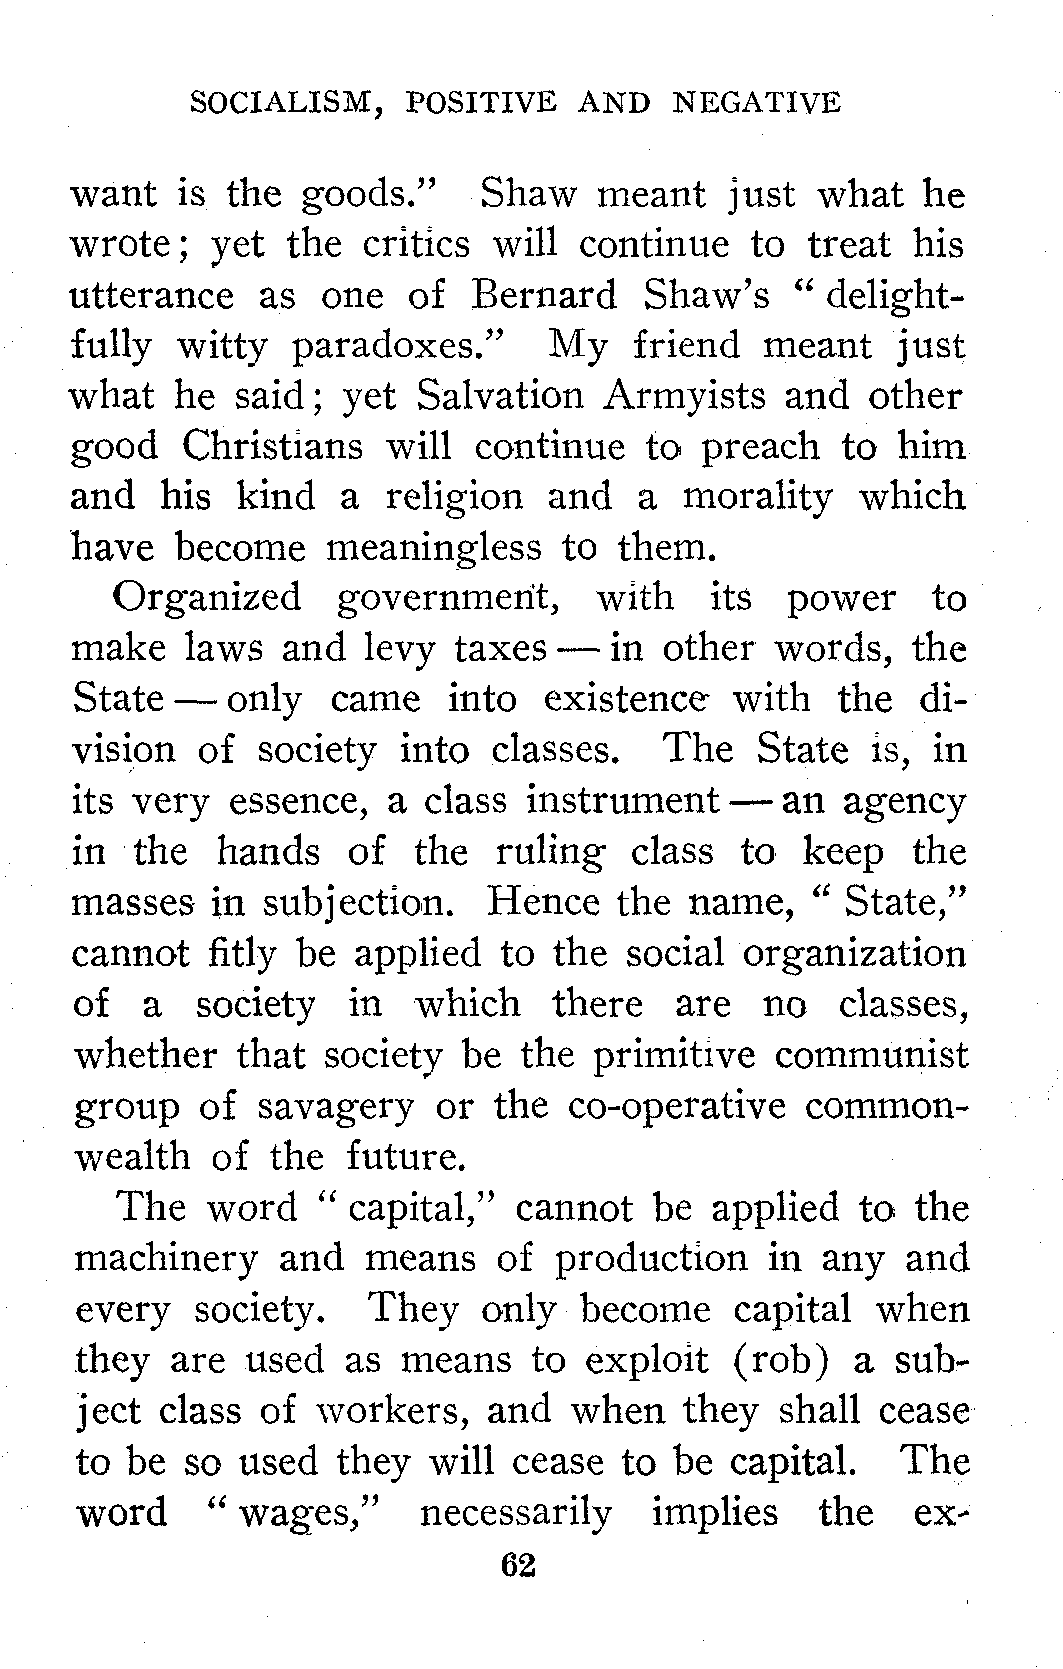 SOCIALISM, POSITIVE AND NEGATIVE
want is the goods.” Shaw meant just what he
wrote; yet the critics will continue to treat his
utterance as one of Bernard Shaw’s “ delight-
fully witty paradoxes.” My friend meant just
what he said; yet Salvation Armyists and other
good Christians will continue to preach to him
and his kind a religion and a morality which
have become meaningless to them.
Organized government, with its power to
make laws and levy taxes — in other words, the
State — only came into existence with the di-
vision of society into classes. The State is, in
its very essence, a class instrument — an agency
in the hands of the ruling class to keep the
masses in subjection. Hence the name, “ State,”
cannot fitly be applied to the social organization
of a society in which there are no classes,
whether that society be the primitive communist
group of savagery or the co-operative common-
wealth of the future.
The word “ capital,” cannot be applied to the
machinery and means of production in any and
every society. They only become capital when
they are used as means to exploit (rob) a sub-
ject class of workers, and when they shall cease
to be so used they will cease to be capital. The
word “ wages,” necessarily implies the ex-
62